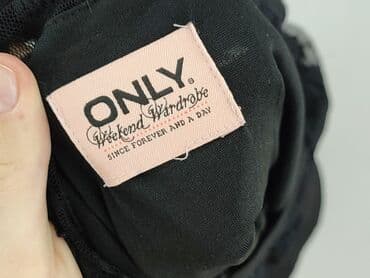 ONLY®
Weekend Wardrobe
SINCE FOREVER AND A DAY